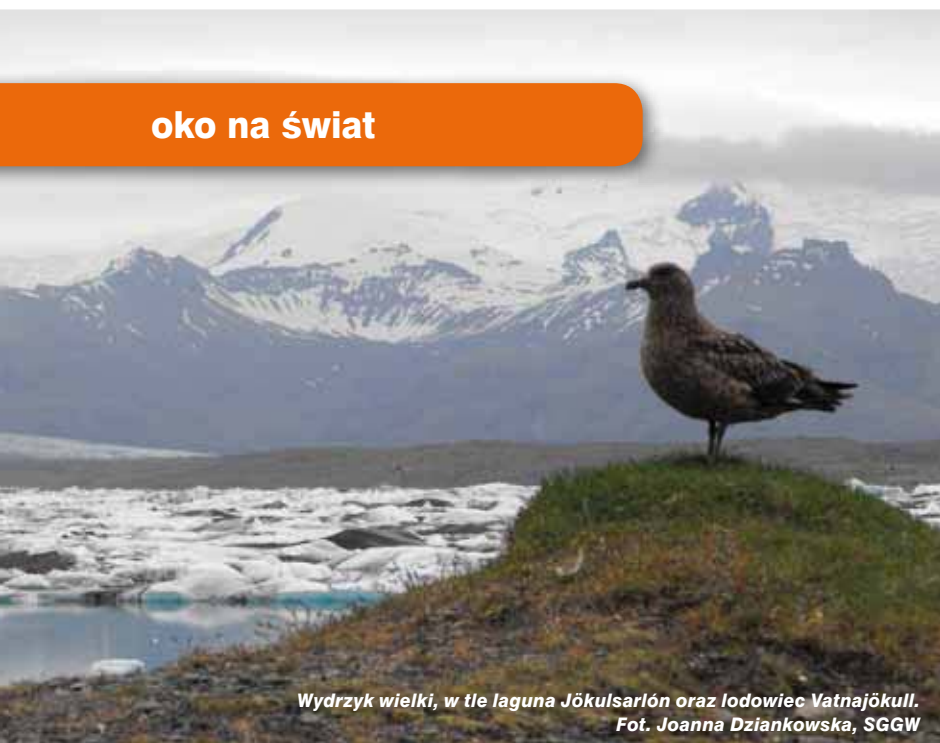 oko na świat
Wydrzyk wielki, w tle laguna Jökulsarlón oraz lodowiec Vatnajökull.
Fot. Joanna Dziankowska, SGGW